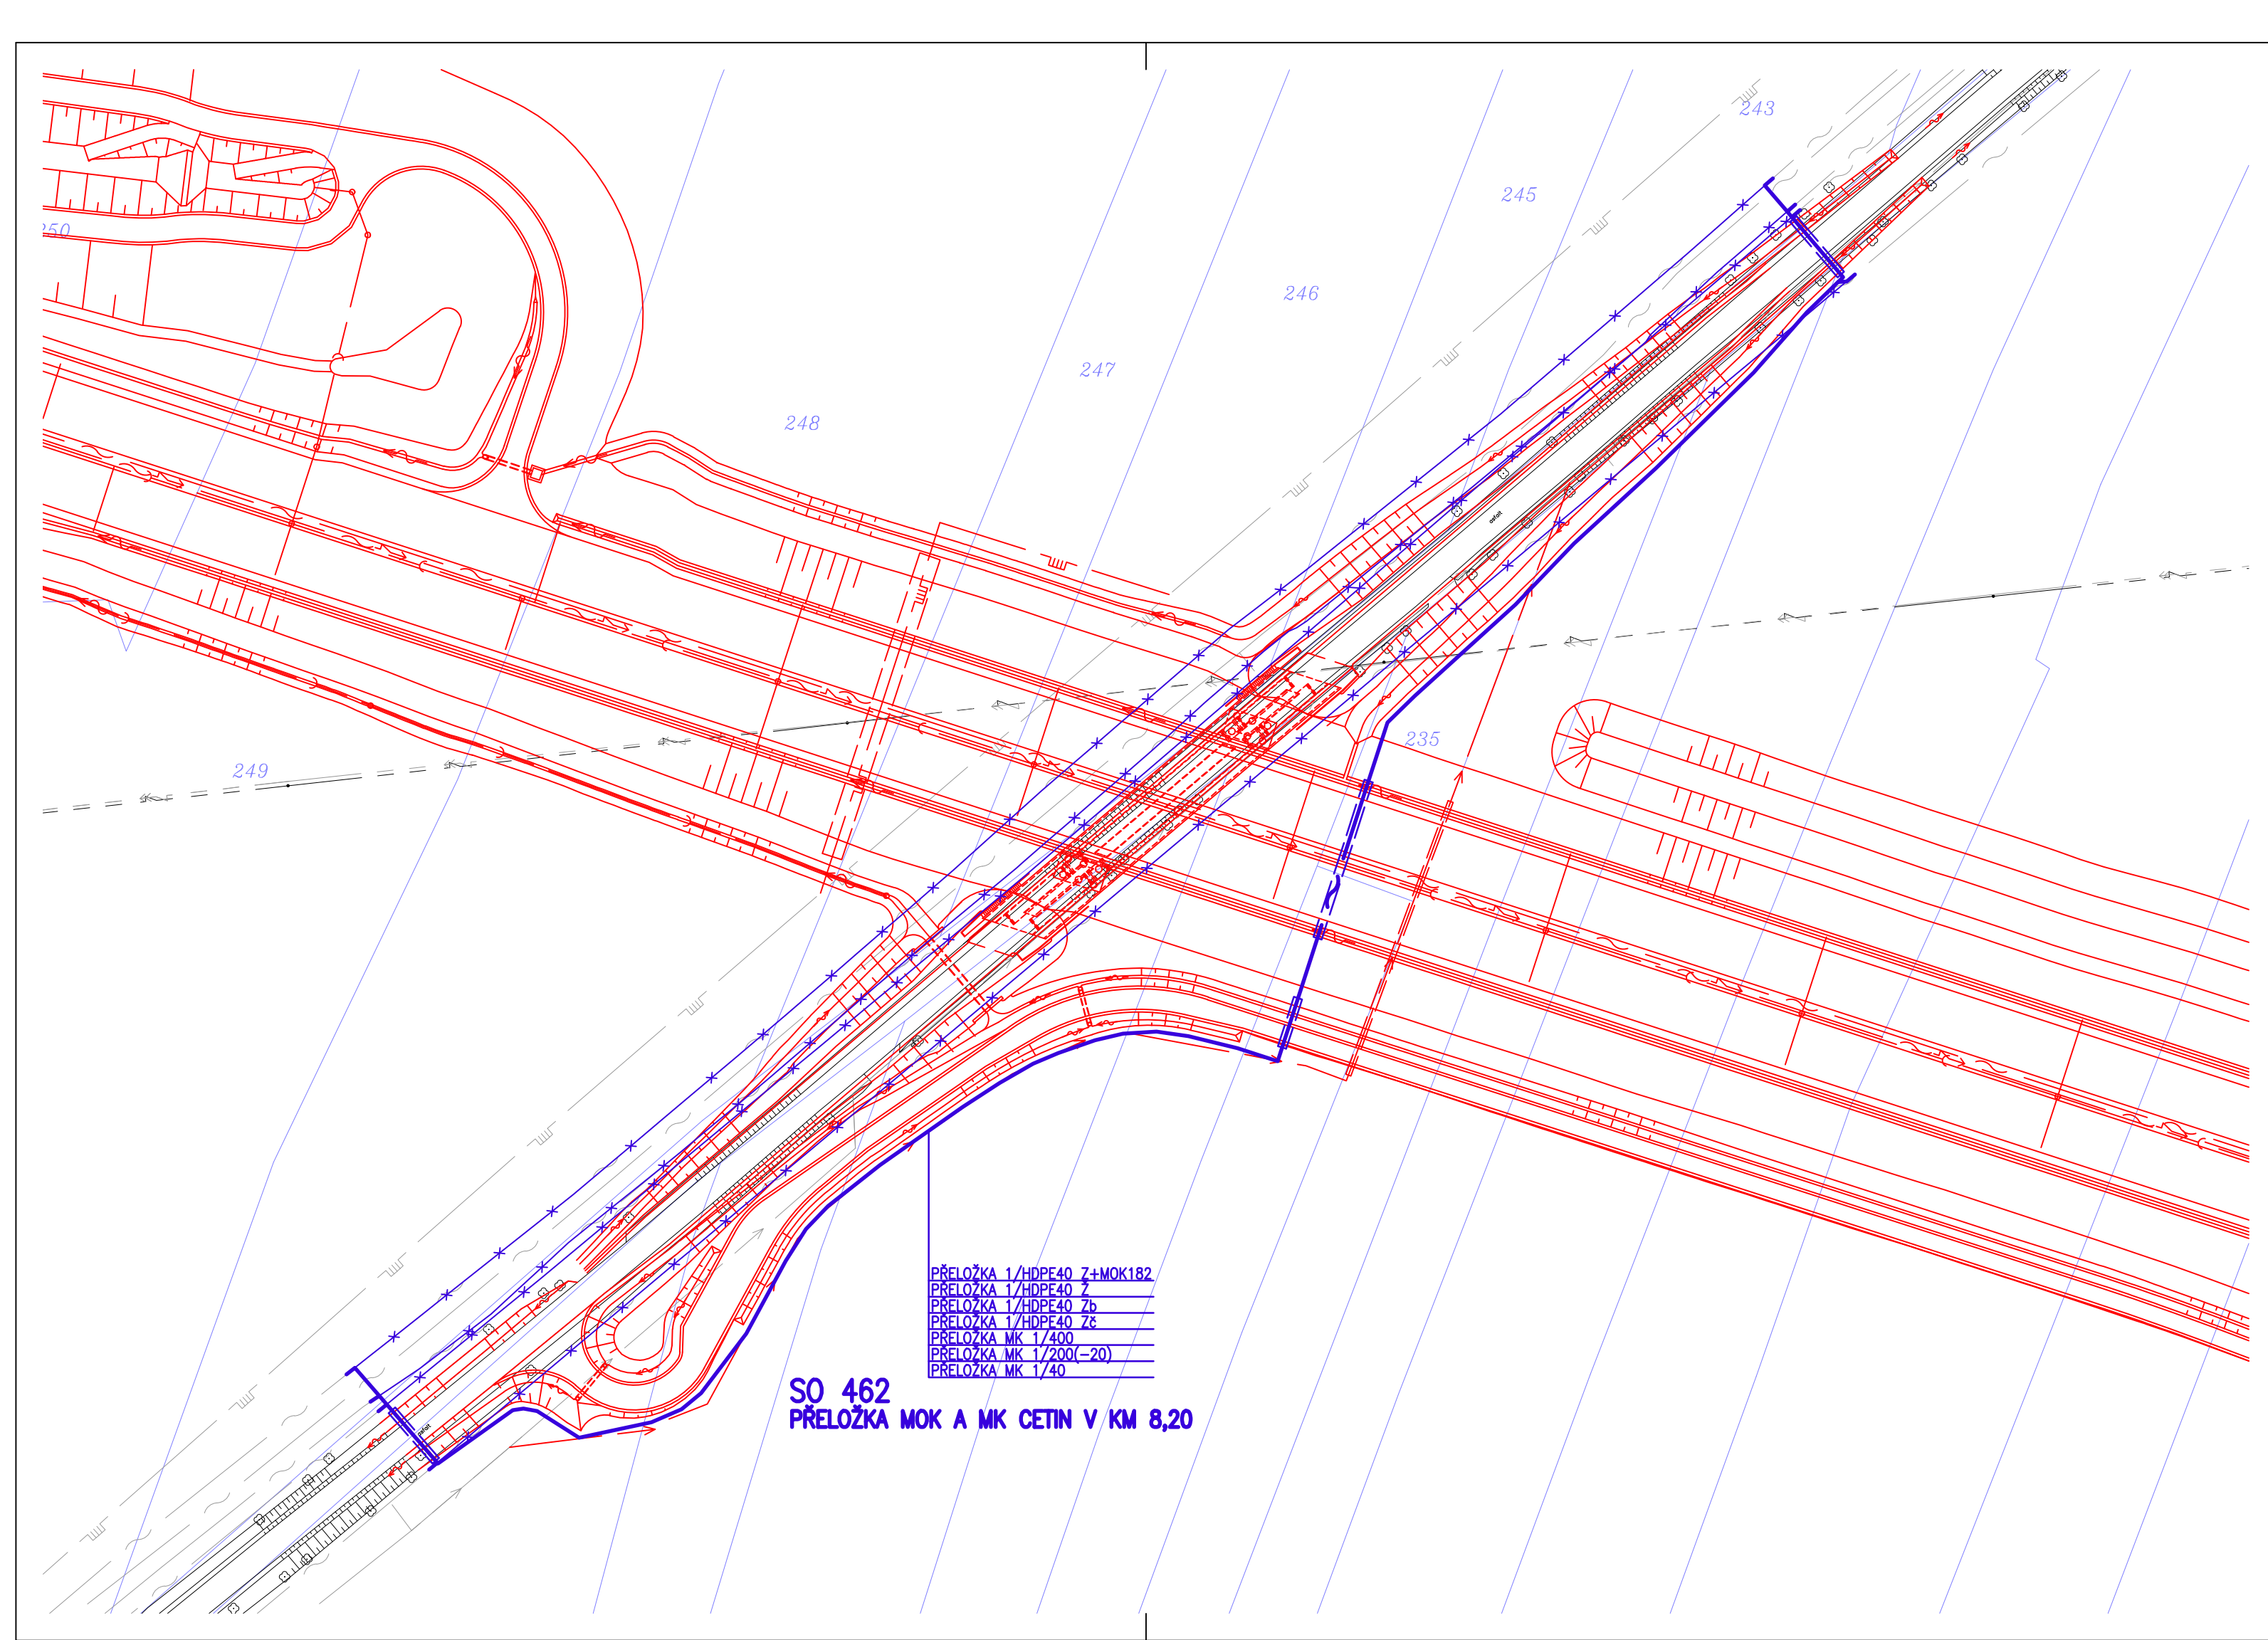 243
245
250
246
247
248
asfalt
235
249
PŘELOŽKA 1/HDPE40 Z+MOK182
PŘELOŽKA 1/HDPE40 Ž
PŘELOŽKA 1/HDPE40 Zb
PŘELOŽKA 1/HDPE40 Zč
PŘELOŽKA MK 1/400
PŘELOŽKA MK 1/200(-20)
PŘELOŽKA MK 1/40
SO 462
PŘELOŽKA MOK A MK CETIN V KM 8,20
asfalt